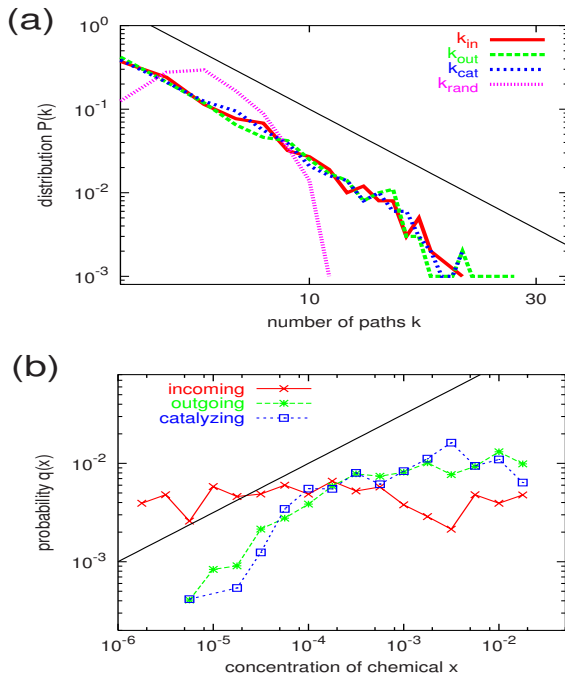 (a)
distribution P(k)
10^0
10^-1
10^-2
10^-3
k_in
k_out
k_cat
k_rand
10
30
number of paths k
(b)
probability q(x)
10^-2
10^-3
incoming
outgoing
catalyzing
10^-6
10^-5
10^-4
10^-3
10^-2
concentration of chemical x